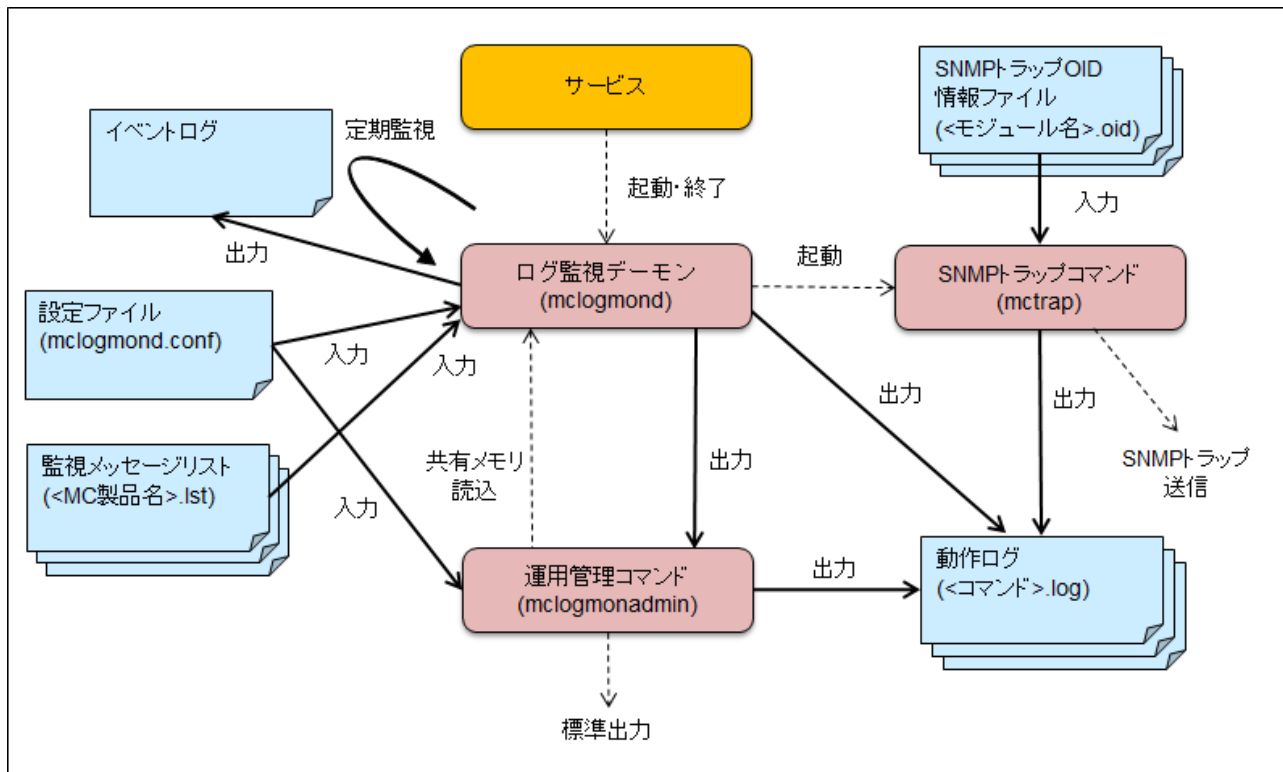 サービス
SNMPトラップOID
情報ファイル
(<モジュール名>.oid)
イベントログ
定期監視
起動・終了
入力
出力
ログ監視デーモン
(mclogmond)
起動
SNMPトラップコマンド
(mctrap)
設定ファイル
(mclogmond.conf)
入力
入力
出力
出力
監視メッセージリスト
(<MC製品名>.lst)
共有メモリ
読込
出力
SNMPトラップ
送信
入力
運用管理コマンド
(mclogmonadmin)
出力
動作ログ
(<コマンド>.log)
標準出力